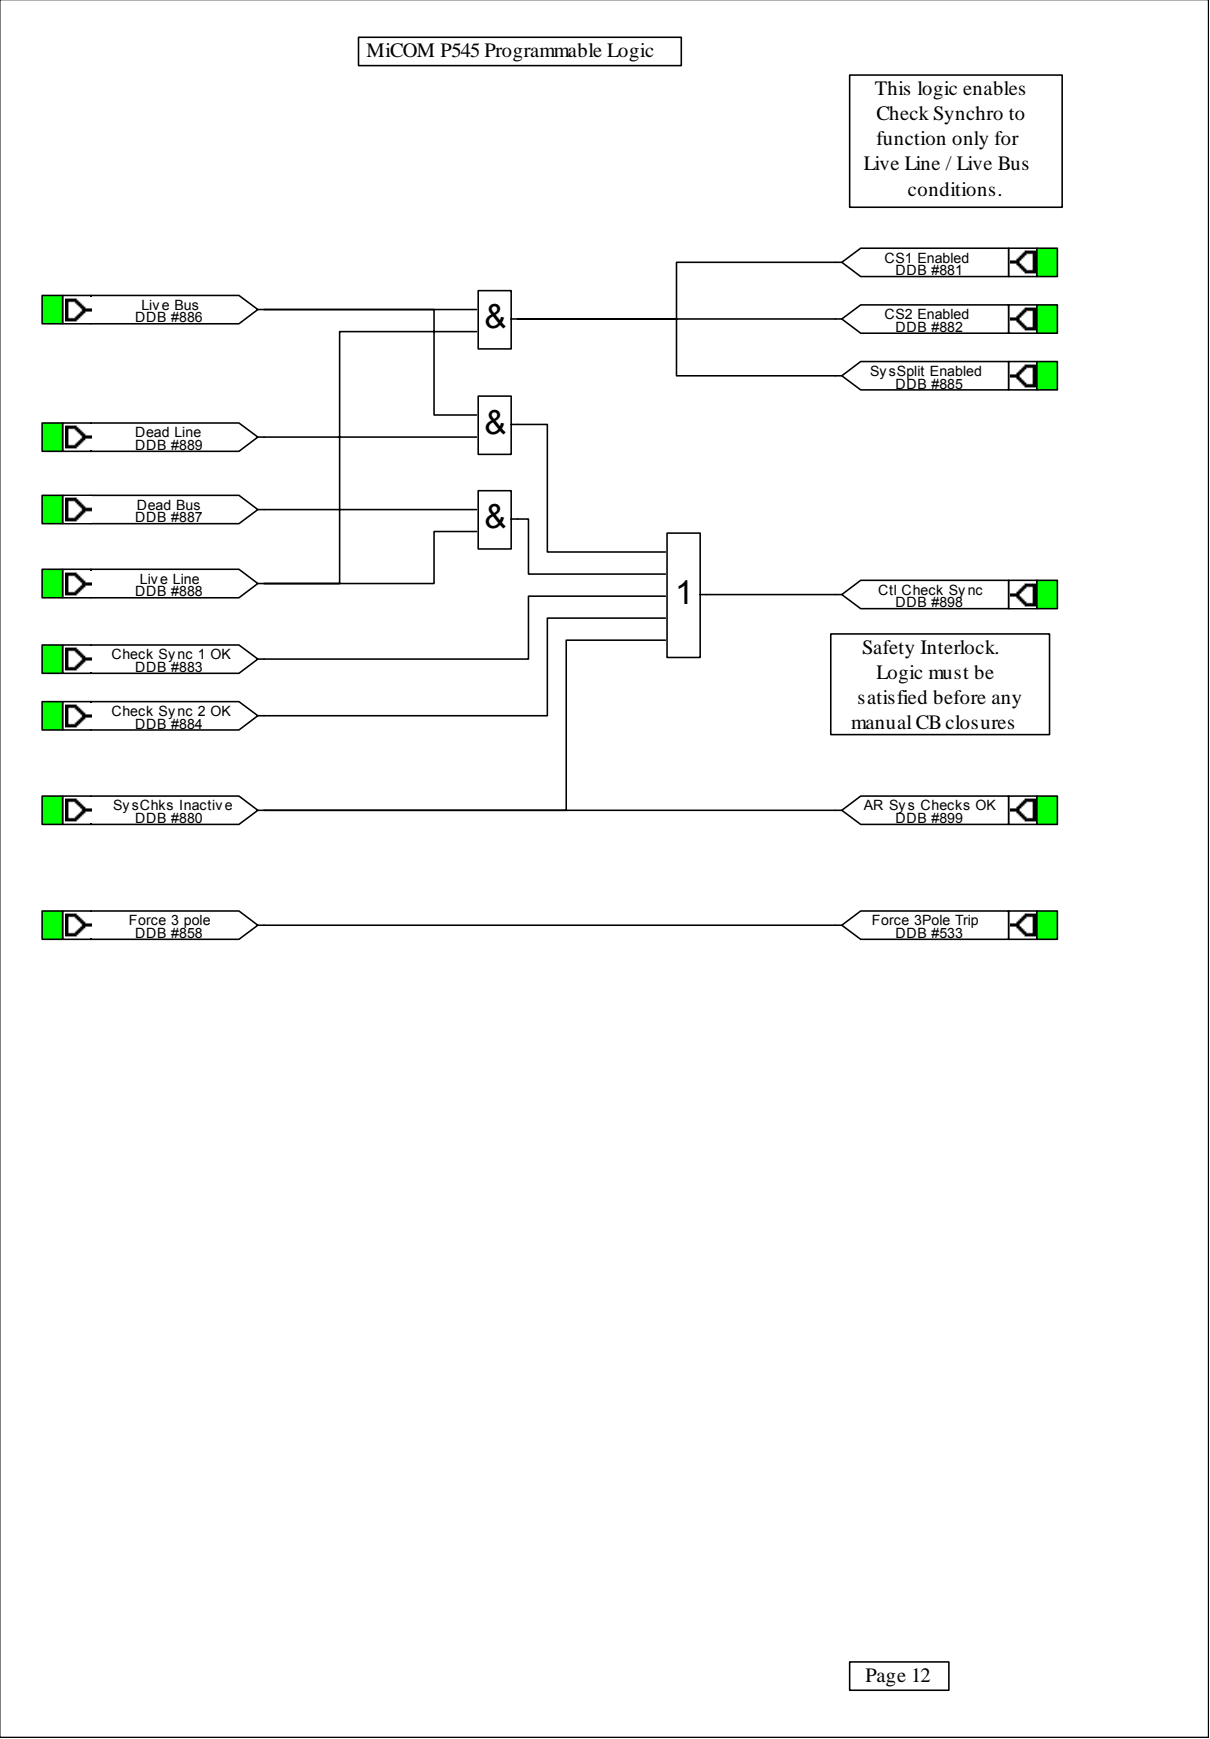 MiCOM P545 Programmable Logic
This logic enables
Check Synchro to
function only for
Live Line / Live Bus
conditions.
CS1 Enabled
DDB #881
Live Bus
DDB #886
&
CS2 Enabled
DDB #882
SysSplit Enabled
DDB #885
Dead Line
DDB #889
&
Dead Bus
DDB #887
&
Live Line
DDB #888
1
Ctl Check Sync
DDB #898
Check Sync 1 OK
DDB #883
Safety Interlock.
Logic must be
satisfied before any
manual CB closures
Check Sync 2 OK
DDB #884
SysChks Inactive
DDB #880
AR Sys Checks OK
DDB #899
Force 3 pole
DDB #858
Force 3Pole Trip
DDB #533
Page 12